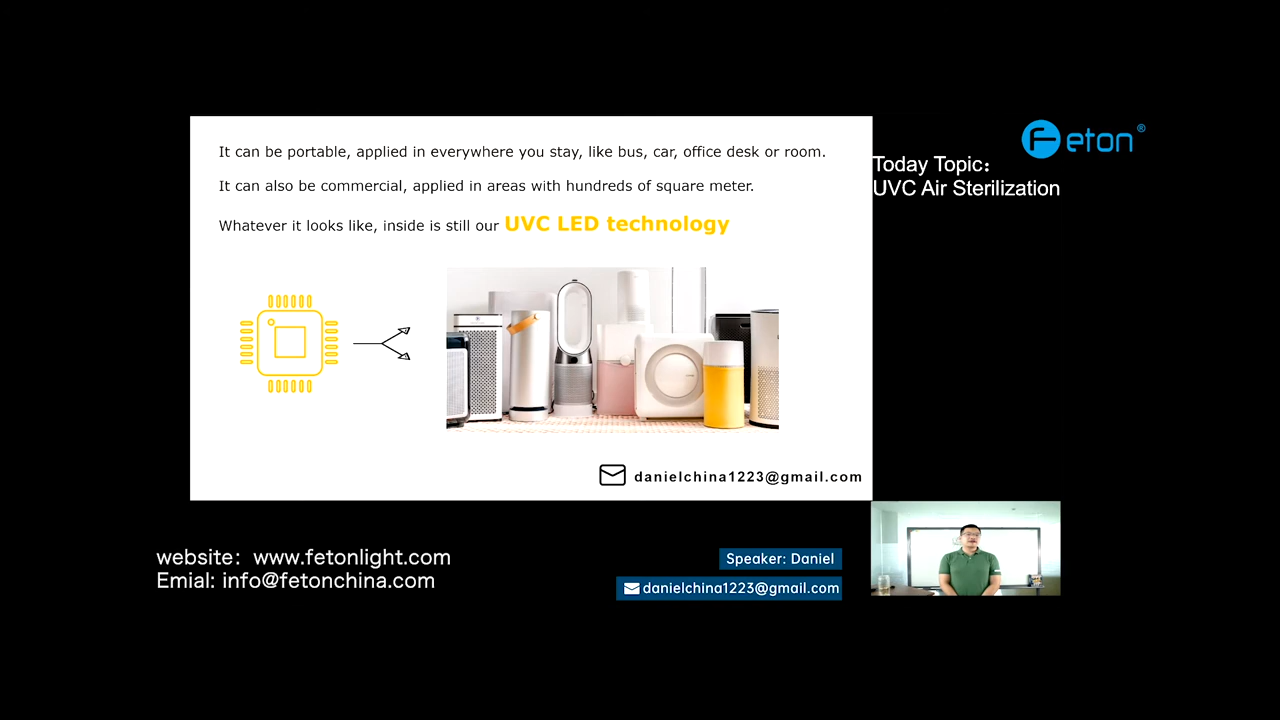 It can be portable, applied in everywhere you stay, like bus, car, office desk or room.
It can also be commercial, applied in areas with hundreds of square meter.
Whatever it looks like, inside is still our UVC LED technology
danielchina1223@gmail.com
Feton®
Today Topic：
UVC Air Sterilization
website：www.fetonlight.com
Emial: info@fetonchina.com
Speaker: Daniel
danielchina1223@gmail.com